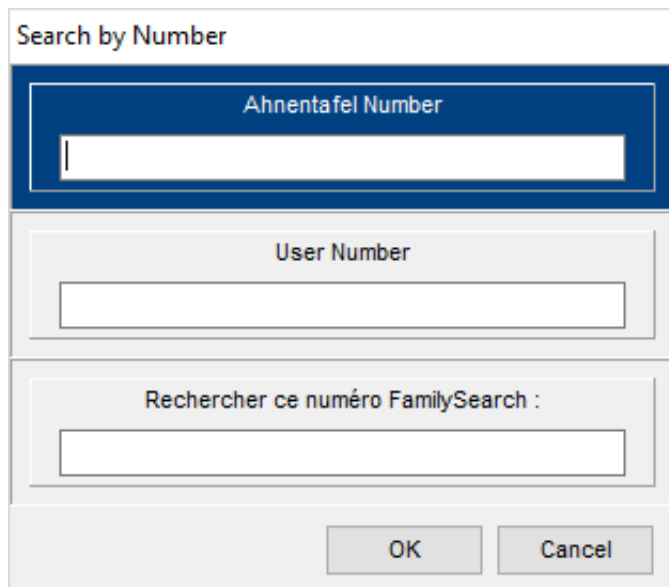 Search by Number
Ahnentafel Number
User Number
Rechercher ce numéro FamilySearch :
OK
Cancel